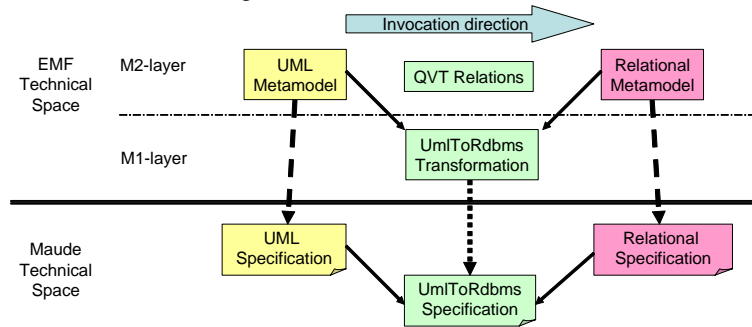 Invocation direction
EMF
Technical
Space
M2-layer
UML
Metamodel
QVT Relations
Relational
Metamodel
M1-layer
UmlToRdbms
Transformation
Maude
Technical
Space
UML
Specification
UmlToRdbms
Specification
Relational
Specification